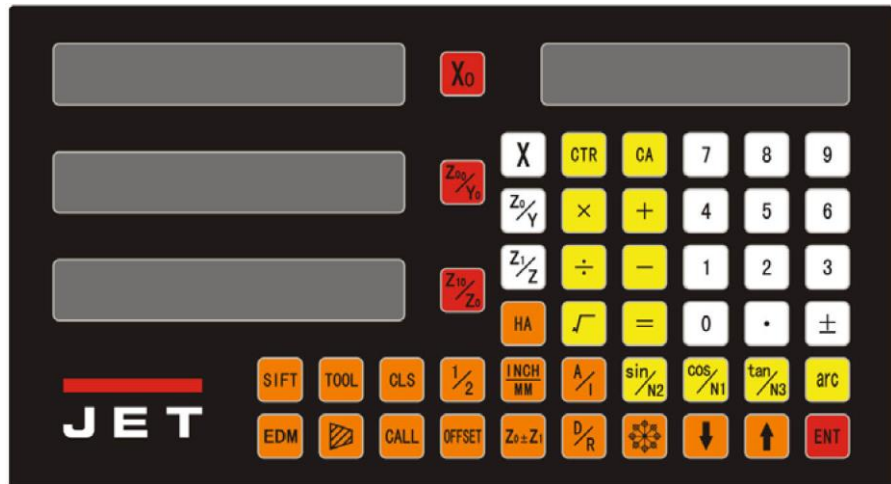 X₀
X CTR CA 7 8 9
Z₀₀/Y₀
Z₀/Y × + 4 5 6
Z₁/Z ÷ − 1 2 3
Z₁₀/Z₀
HA √ = 0 · ±
SIFT TOOL CLS 1/2 INCH/MM A/I sin/N2 cos/N1 tan/N3 arc
JET
EDM CALL OFFSET Z₀±Z₁ D/R ENT